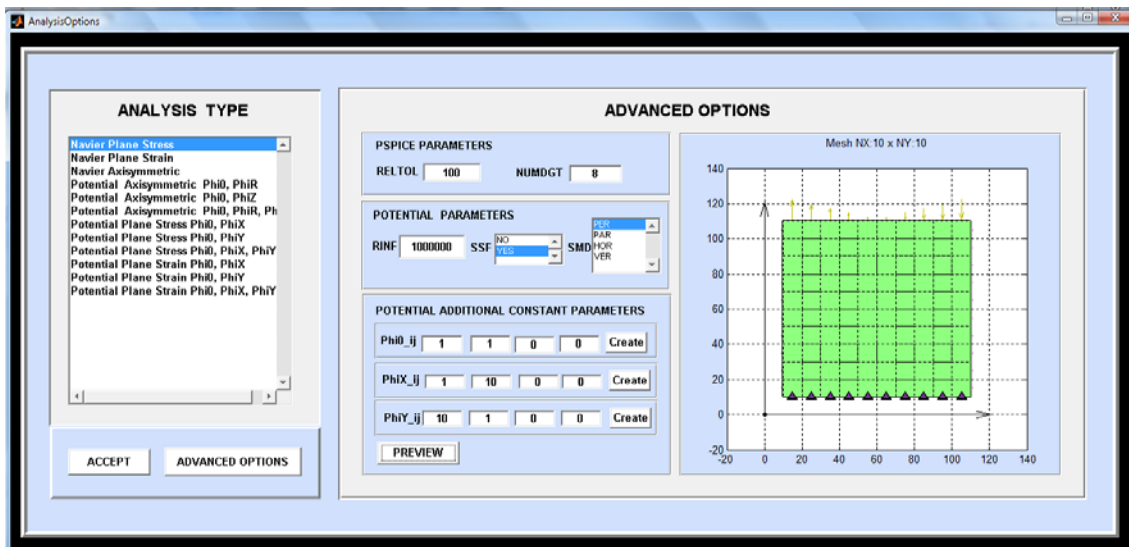 AnalysisOptions
ANALYSIS TYPE
Navier Plane Stress
Navier Plane Strain
Navier Axisymmetric
Potential Axisymmetric Phi0, PhiR
Potential Axisymmetric Phi0, PhiZ
Potential Axisymmetric Phi0, PhiR, Ph
Potential Plane Stress Phi0, PhiX
Potential Plane Stress Phi0, PhiY
Potential Plane Stress Phi0, PhiX, PhiY
Potential Plane Strain Phi0, PhiX
Potential Plane Strain Phi0, PhiY
Potential Plane Strain Phi0, PhiX, PhiY
ACCEPT ADVANCED OPTIONS
ADVANCED OPTIONS
PSPICE PARAMETERS
RELTOL 100 NUMDGT 8
POTENTIAL PARAMETERS
RINF 1000000 SSF NO YES SMD PER PAR HOR VER
POTENTIAL ADDITIONAL CONSTANT PARAMETERS
Phi0_ij 1 1 0 0 Create
PhiX_ij 1 10 0 0 Create
PhiY_ij 10 1 0 0 Create
PREVIEW
Mesh NX:10 x NY:10
140
120
100
80
60
40
20
0
-20
-20 0 20 40 60 80 100 120 140